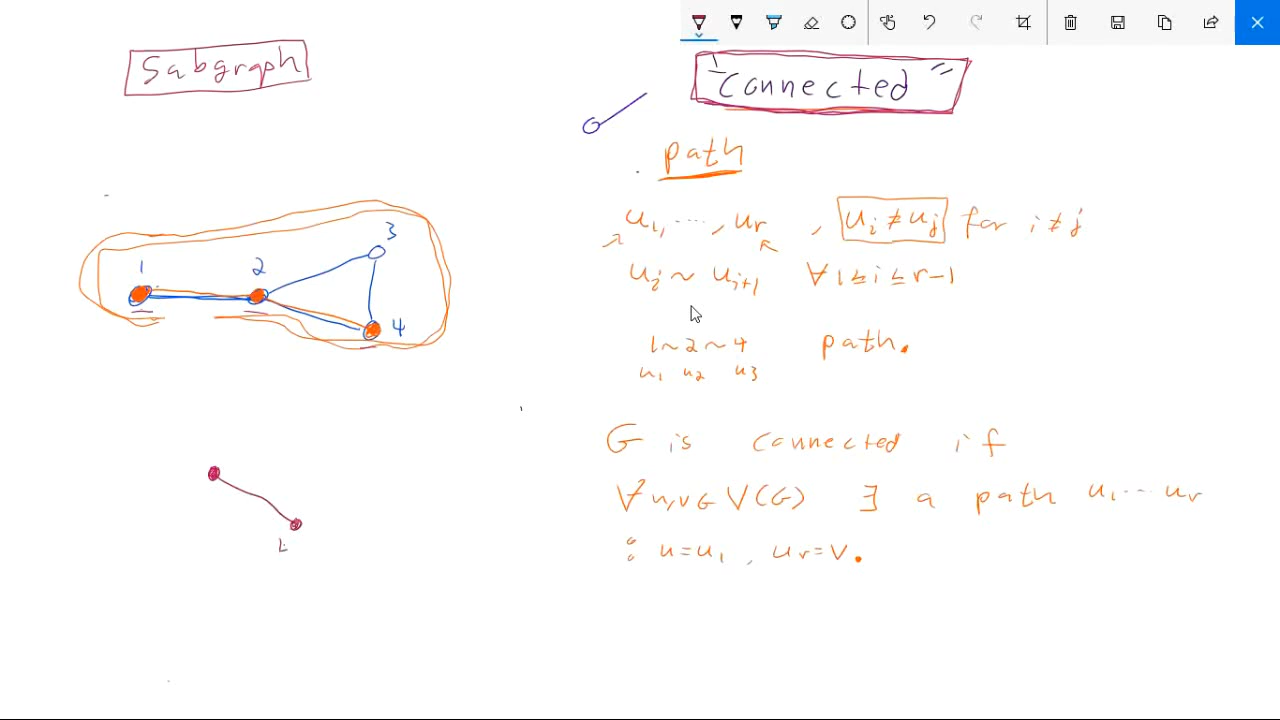 Subgraph
"Connected"
path
u1, ..., ur , ui ≠ uj for i ≠ j
ui ~ ui+1 ∀ 1 ≤ i ≤ r-1
1 2 3 4
1 ~ 2 ~ 4 path.
u1 u2 u3
G is connected if
∀ u,v ∈ V(G) ∃ a path u1 ... ur
: u = u1 , ur = v.